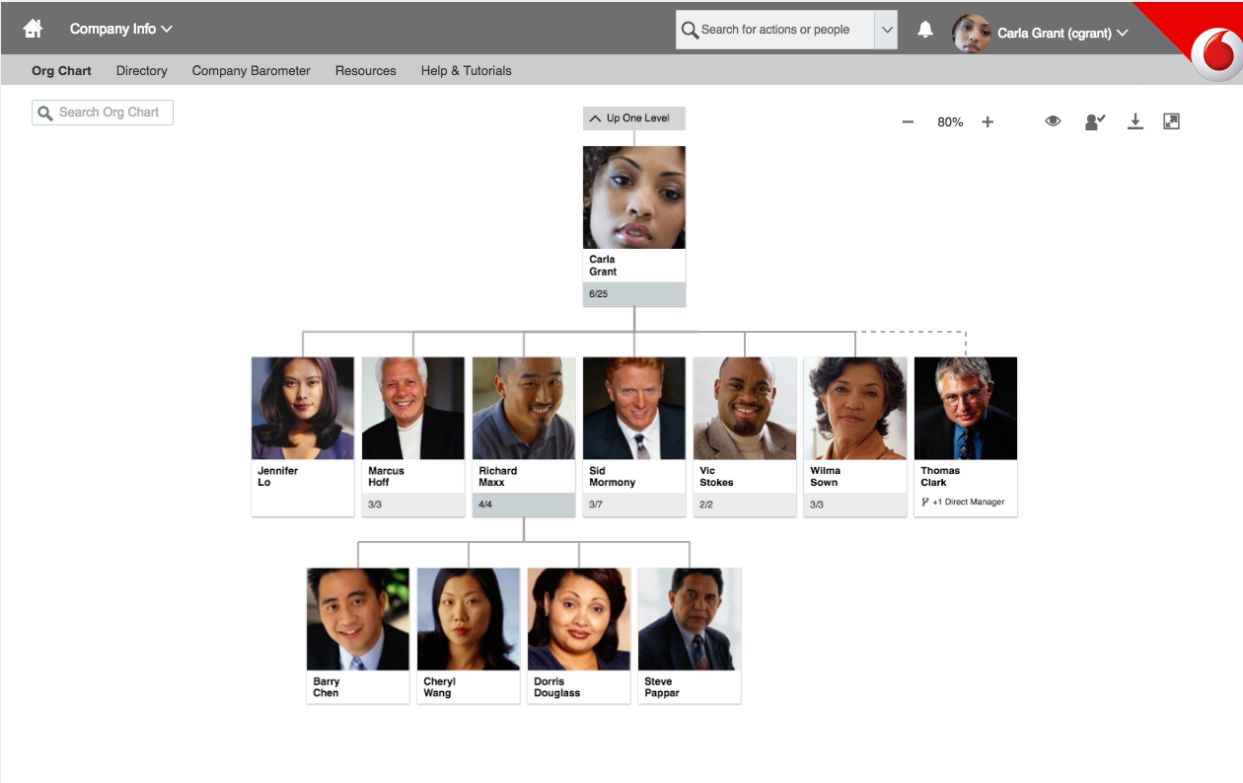 Company Info
Search for actions or people
Carla Grant (cgrant)
Org Chart
Directory
Company Barometer
Resources
Help & Tutorials
Search Org Chart
Up One Level
80%
Carla
Grant
6/25
Jennifer
Lo
Marcus
Hoff
3/3
Richard
Maxx
4/4
Sid
Mormony
3/7
Vic
Stokes
2/2
Wilma
Sown
3/3
Thomas
Clark
+1 Direct Manager
Barry
Chen
Cheryl
Wang
Dorris
Douglass
Steve
Pappar